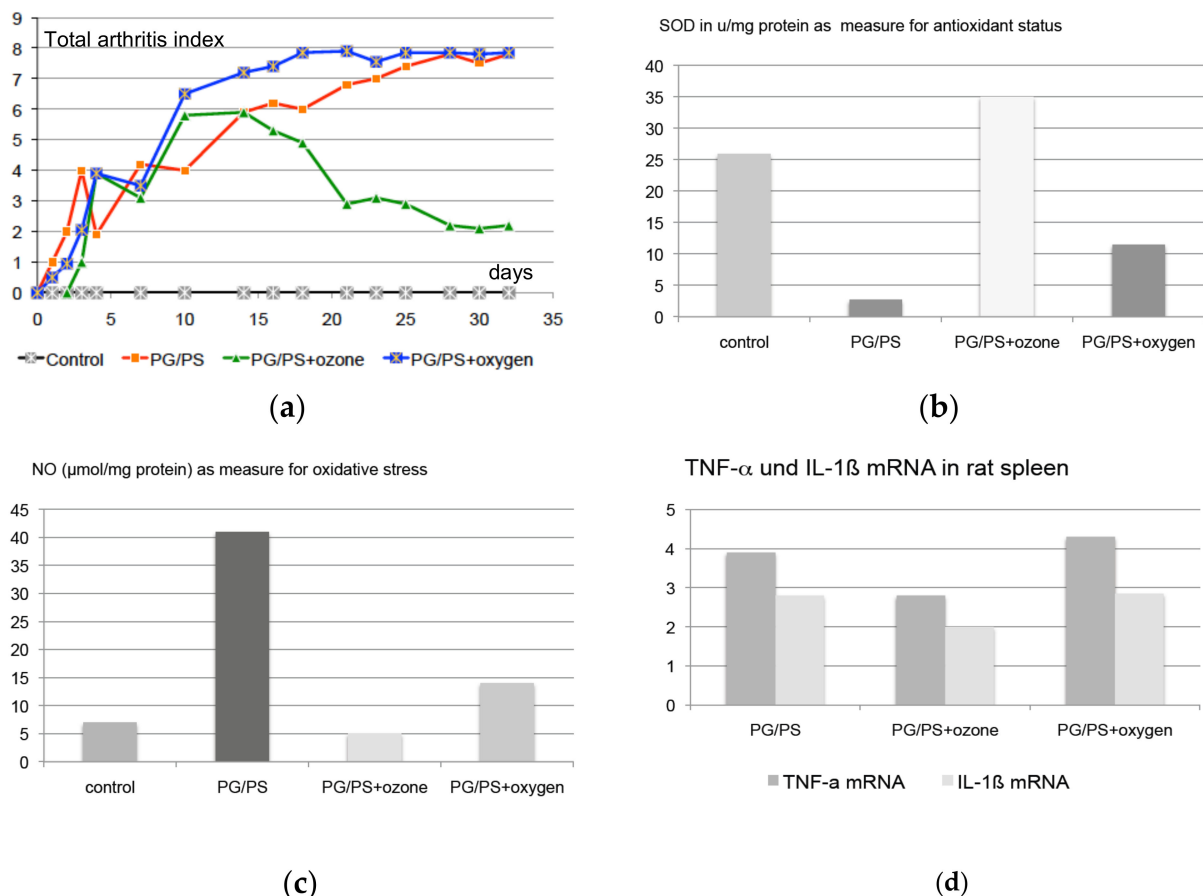 Total arthritis index
9
8
7
6
5
4
3
2
1
0
days
0 5 10 15 20 25 30 35
Control PG/PS PG/PS+ozone PG/PS+oxygen
(a)
SOD in u/mg protein as measure for antioxidant status
40
35
30
25
20
15
10
5
0
control PG/PS PG/PS+ozone PG/PS+oxygen
(b)
NO (µmol/mg protein) as measure for oxidative stress
45
40
35
30
25
20
15
10
5
0
control PG/PS PG/PS+ozone PG/PS+oxygen
(c)
TNF-α und IL-1ß mRNA in rat spleen
5
4
3
2
1
0
PG/PS PG/PS+ozone PG/PS+oxygen
TNF-a mRNA IL-1ß mRNA
(d)